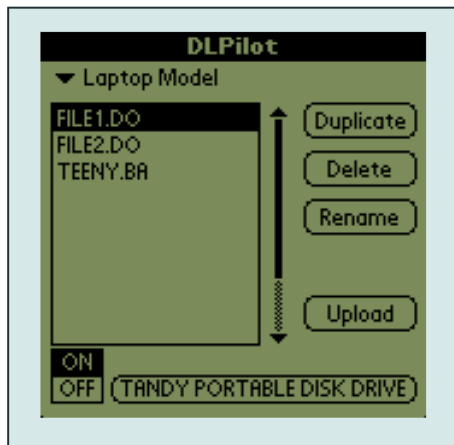 DLPilot
Laptop Model
FILE1.DO
FILE2.DO
TEENY.BA
Duplicate
Delete
Rename
Upload
ON
OFF
TANDY PORTABLE DISK DRIVE